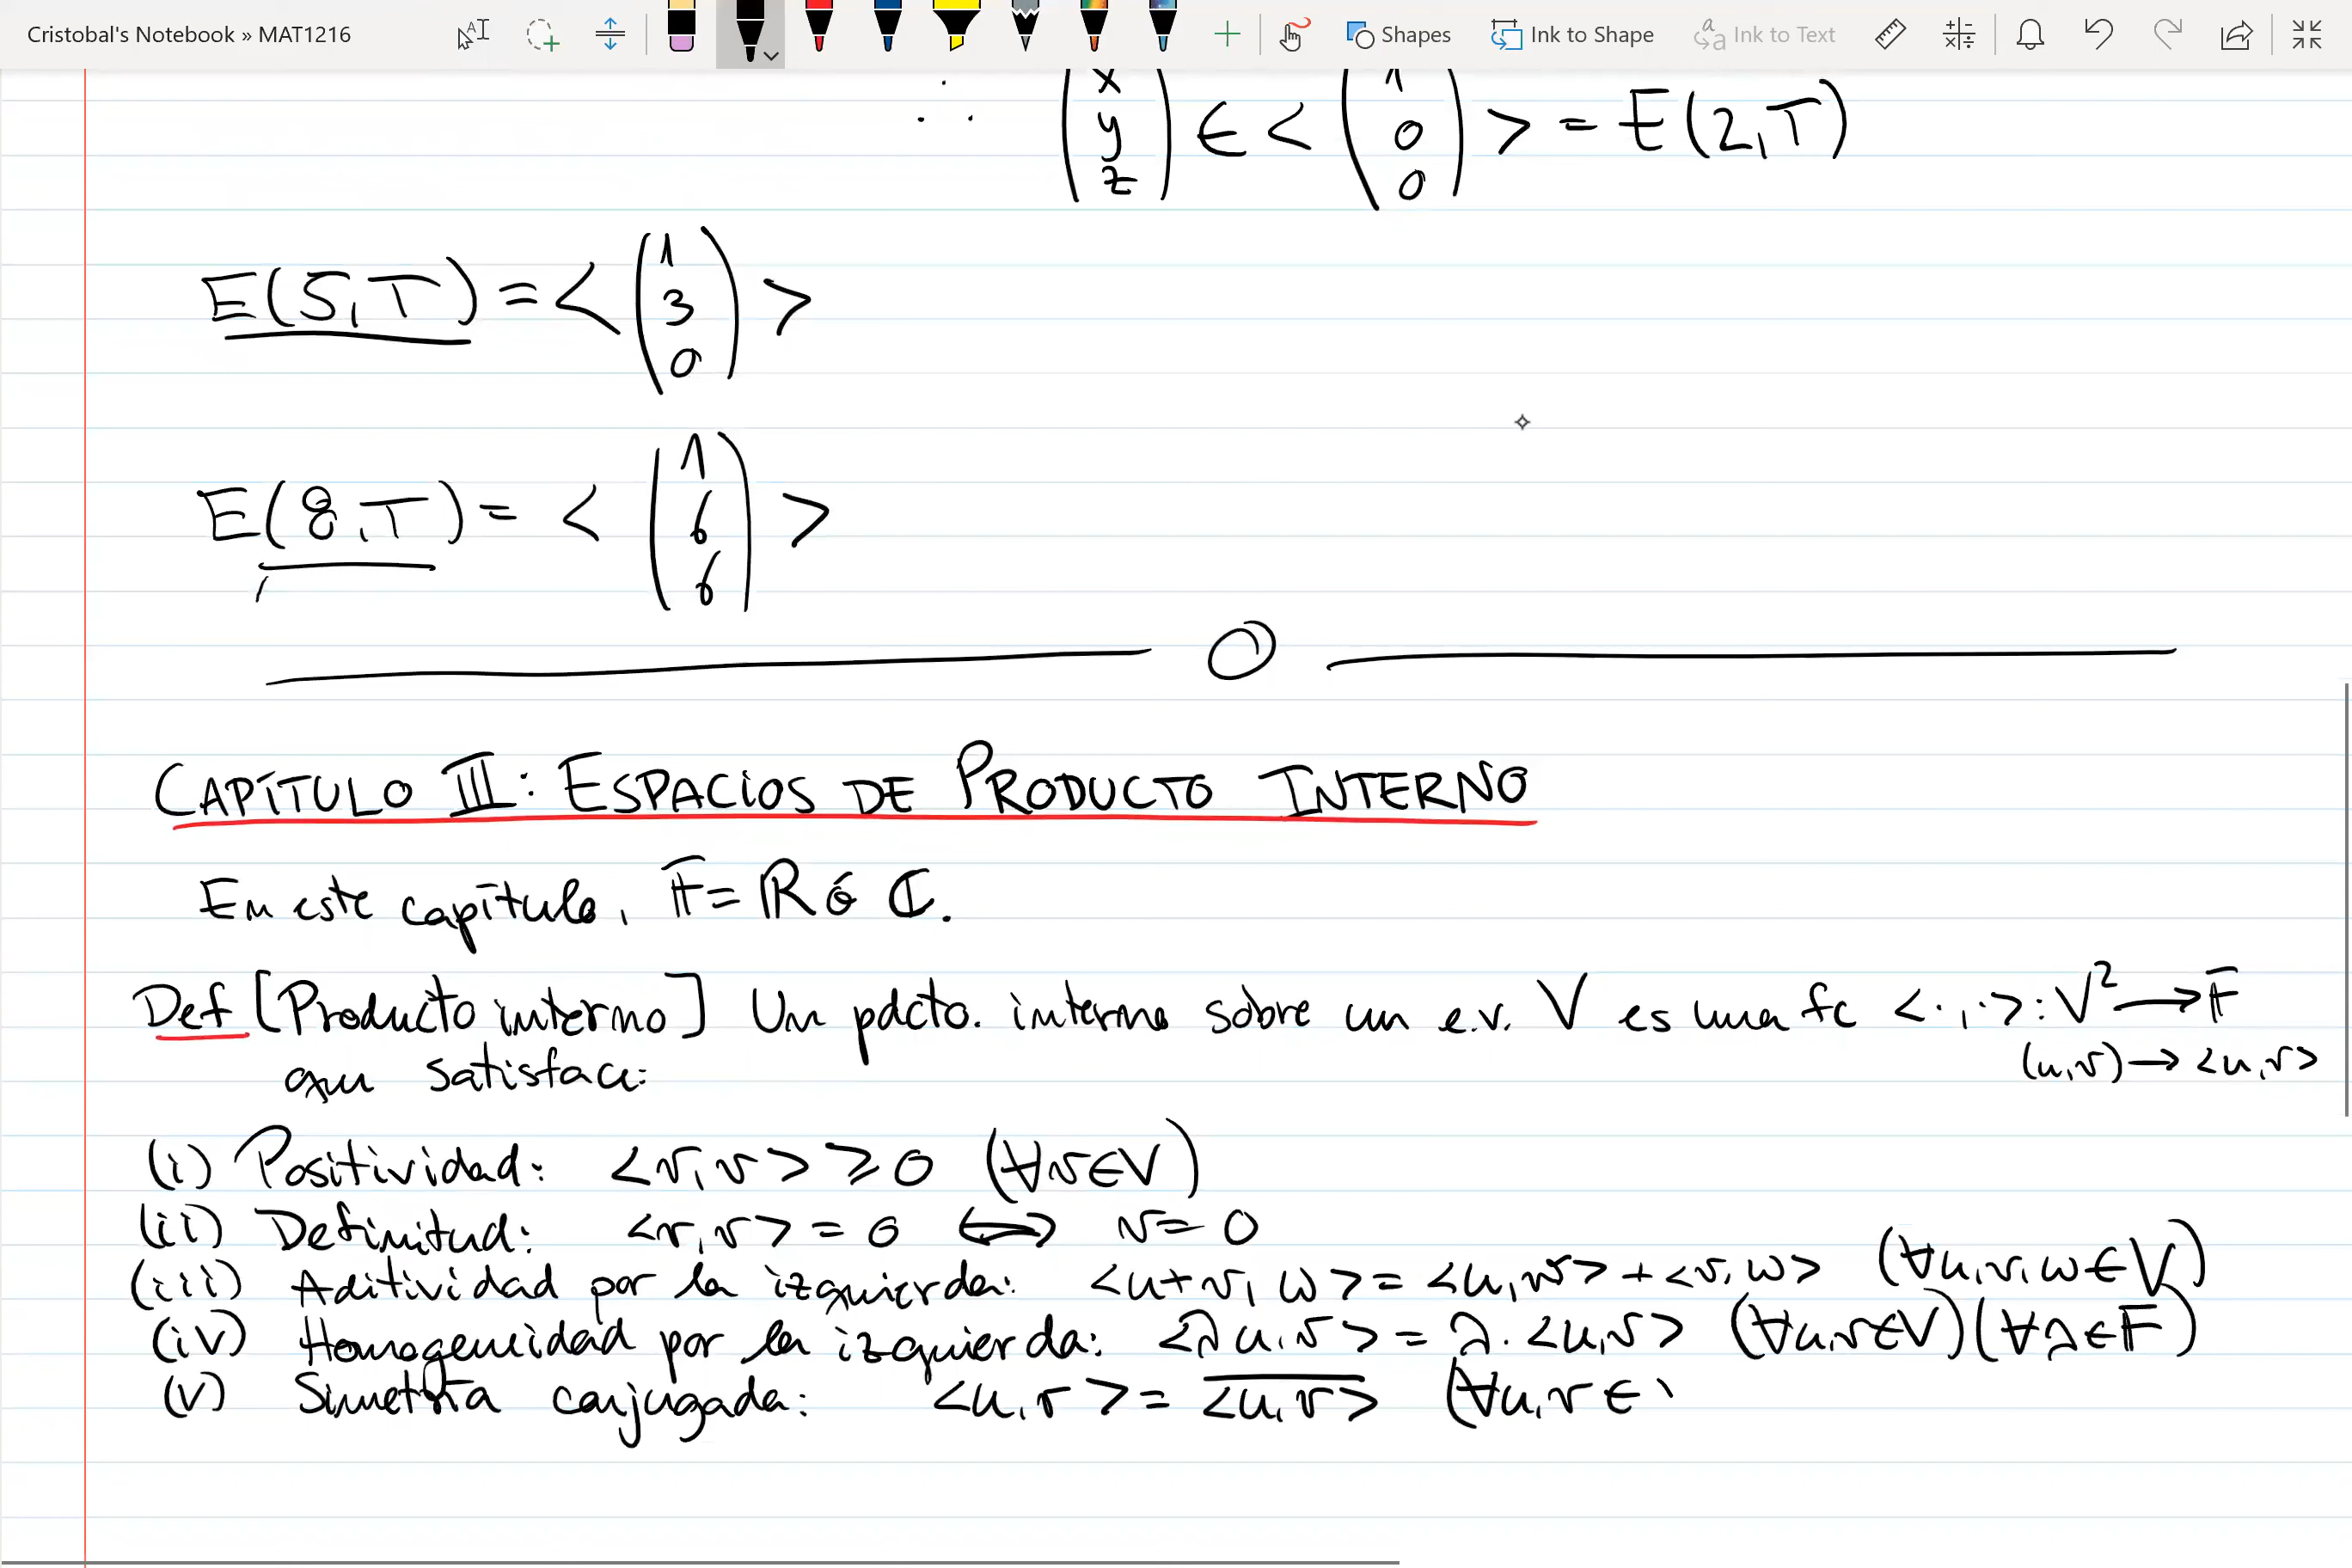 Cristobal's Notebook » MAT1216
Shapes Ink to Shape Ink to Text
∴ (x y z) ∈ < (1 0 0) > = E(2,T)
E(5,T) = < (1 3 0) >
E(8,T) = < (1 6 6) >
CAPÍTULO III: ESPACIOS DE PRODUCTO INTERNO
En este capítulo, F = ℝ ó ℂ.
Def [Producto interno] Un pdcto. interno sobre un e.v. V es una fc <·,·>: V² → F
(u,v) → <u,v>
que satisface:
(i) Positividad: <v,v> ≥ 0 (∀v∈V)
(ii) Definitud: <v,v> = 0 ⟺ v = 0
(iii) Aditividad por la izquierda: <u+v, w> = <u,w> + <v,w> (∀u,v,w ∈ V)
(iv) Homogeneidad por la izquierda: <λu,v> = λ·<u,v> (∀u,v∈V)(∀λ∈F)
(v) Simetría conjugada: <u,v> = \overline{<u,v>} (∀u,v ∈